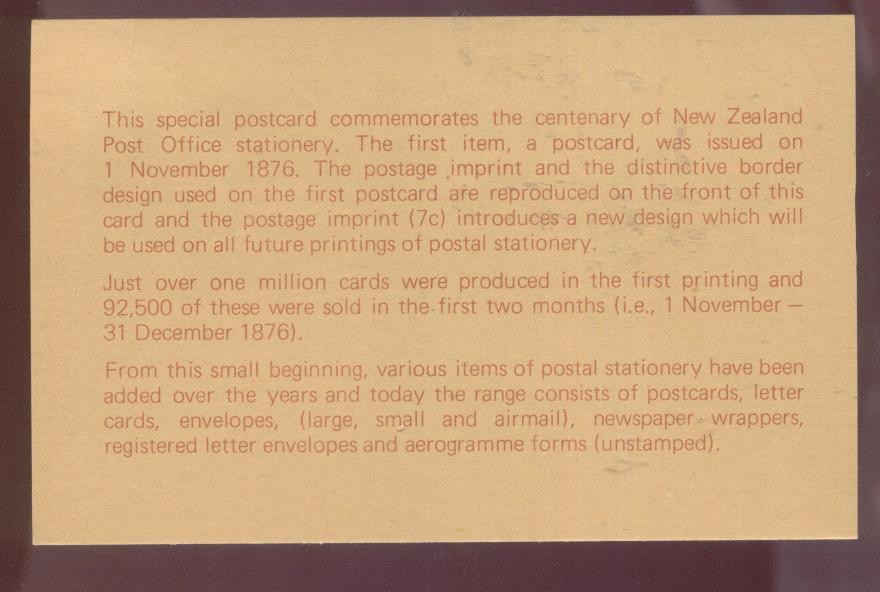 This special postcard commemorates the centenary of New Zealand
Post Office stationery. The first item, a postcard, was issued on
1 November 1876. The postage imprint and the distinctive border
design used on the first postcard are reproduced on the front of this
card and the postage imprint (7c) introduces a new design which will
be used on all future printings of postal stationery.
Just over one million cards were produced in the first printing and
92,500 of these were sold in the first two months (i.e., 1 November —
31 December 1876).
From this small beginning, various items of postal stationery have been
added over the years and today the range consists of postcards, letter
cards, envelopes, (large, small and airmail), newspaper wrappers,
registered letter envelopes and aerogramme forms (unstamped).